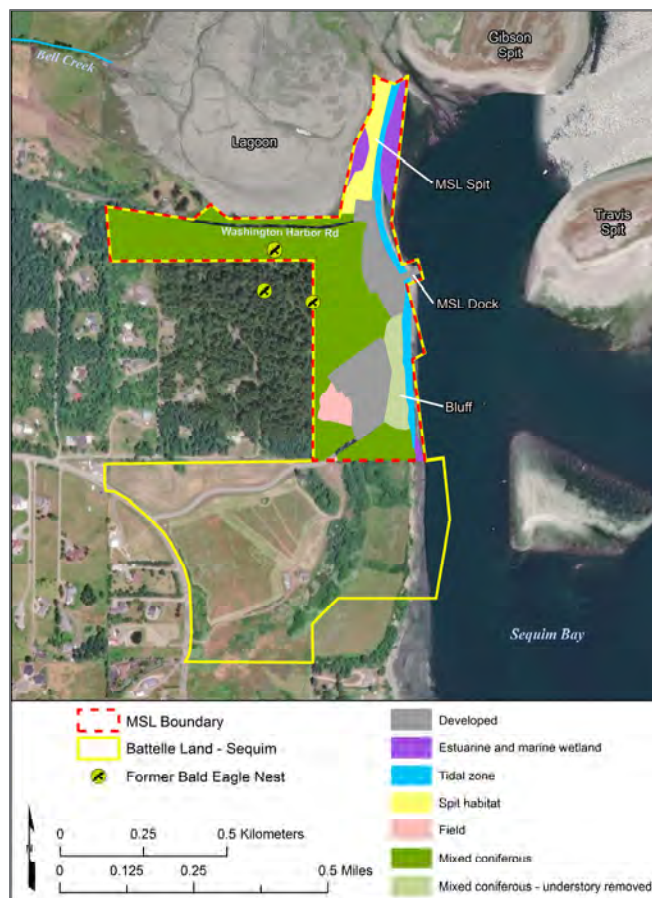 Gibson
Spit
Bell Creek
Lagoon
MSL Spit
Travis
Spit
Washington Harbor Rd
MSL Dock
Bluff
Sequim Bay
MSL Boundary
Battelle Land - Sequim
Former Bald Eagle Nest
N
0 0.25 0.5 Kilometers
0 0.125 0.25 0.5 Miles
Developed
Estuarine and marine wetland
Tidal zone
Spit habitat
Field
Mixed coniferous
Mixed coniferous - understory removed